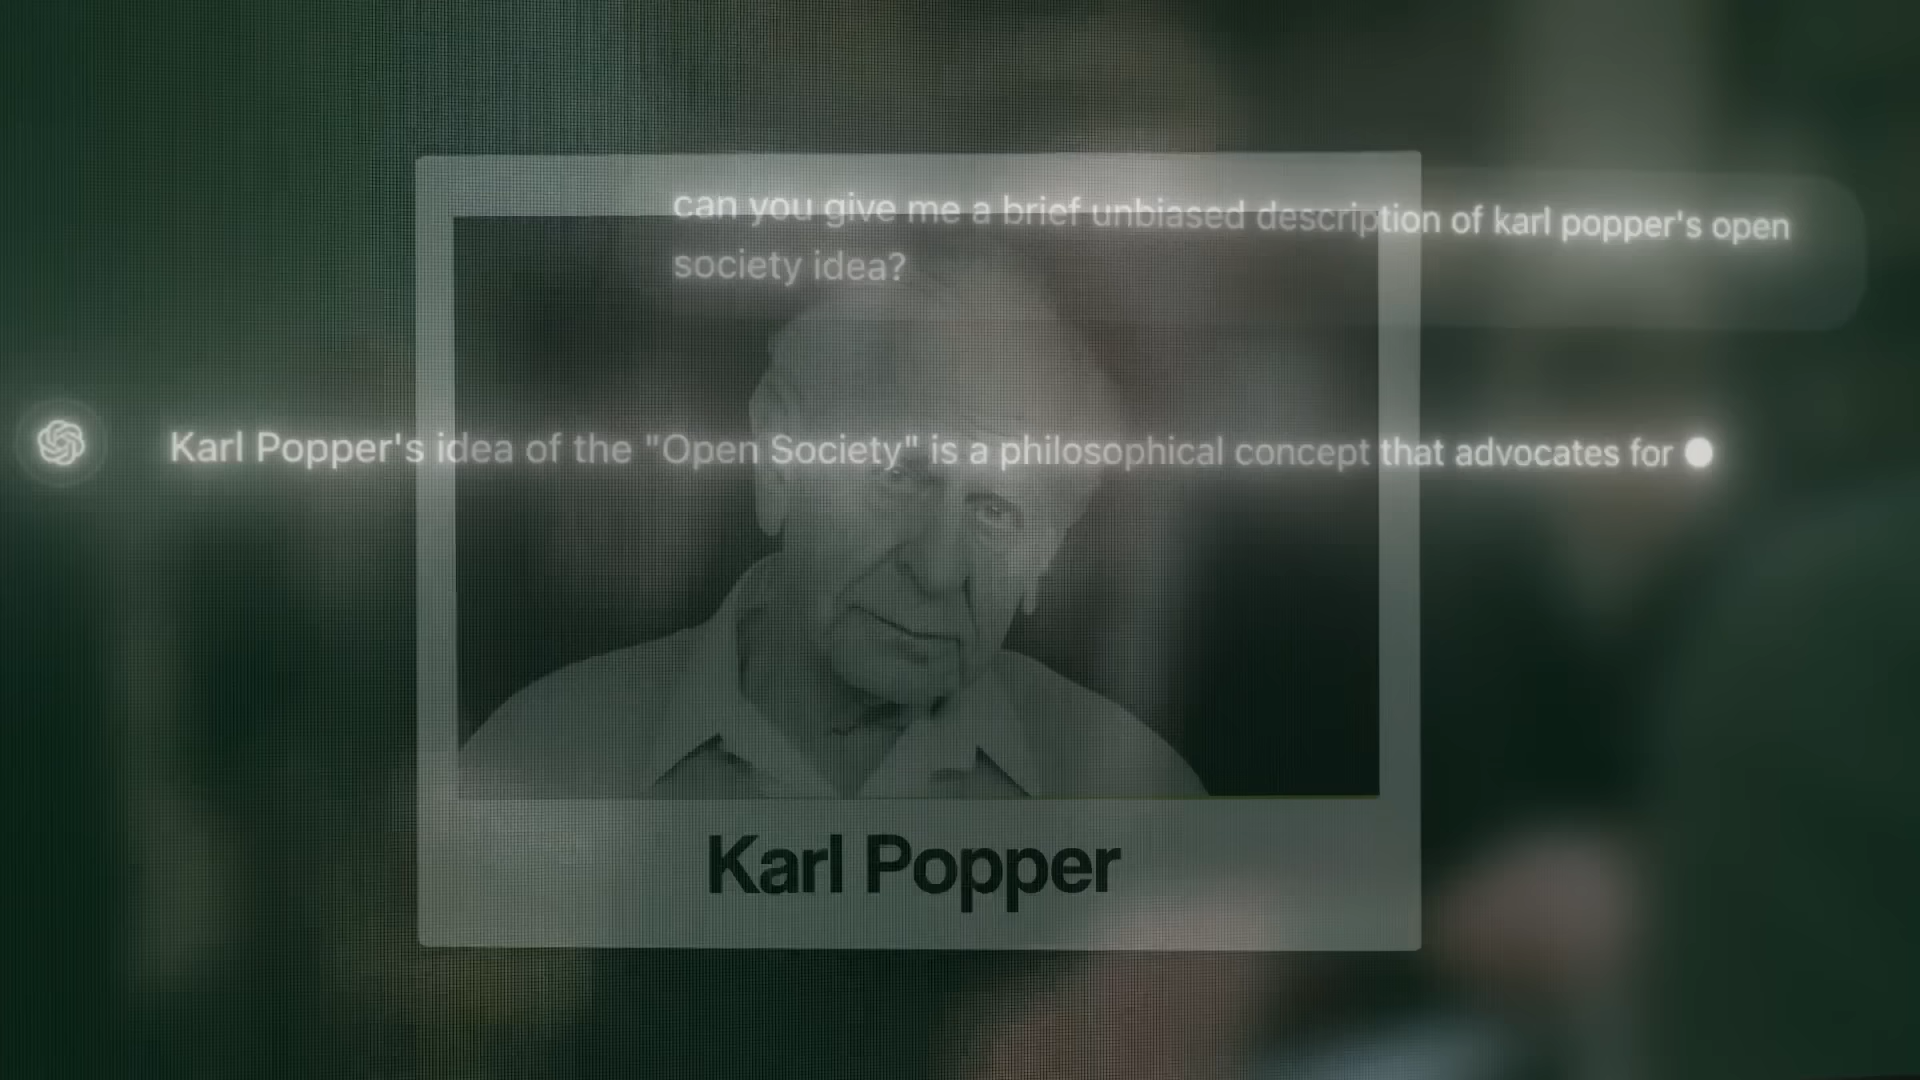 can you give me a brief unbiased description of karl popper's open
society idea?
Karl Popper's idea of the "Open Society" is a philosophical concept that advocates for
Karl Popper